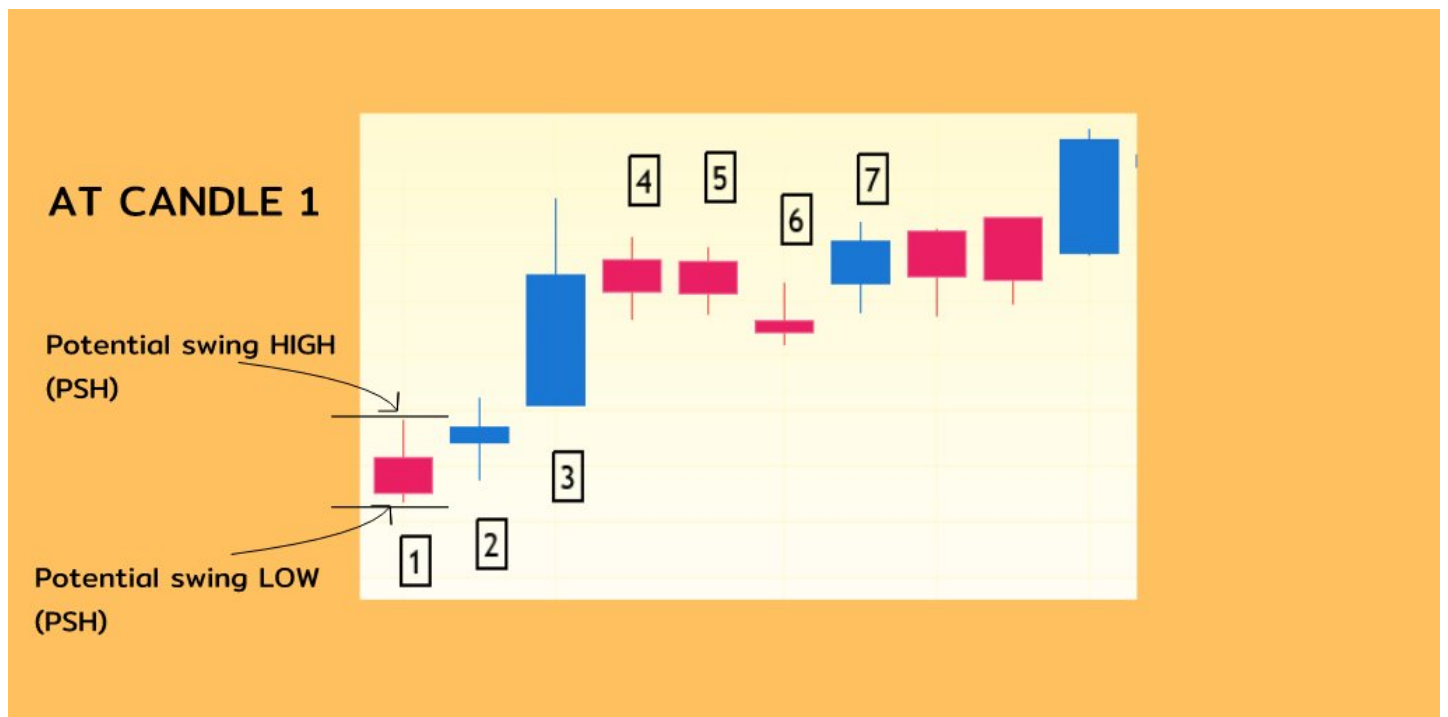 AT CANDLE 1
4
5
6
7
Potential swing HIGH
(PSH)
3
2
1
Potential swing LOW
(PSH)